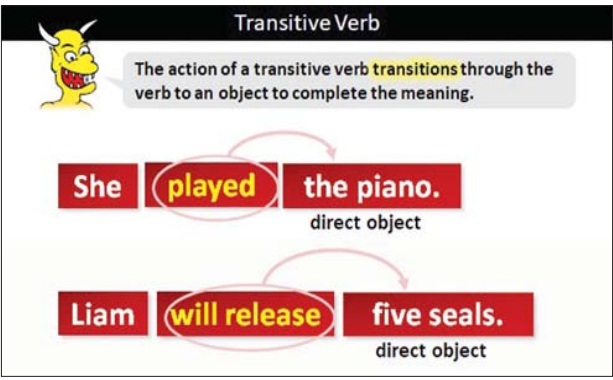 Transitive Verb
The action of a transitive verb transitions through the
verb to an object to complete the meaning.
She played the piano.
direct object
Liam will release five seals.
direct object